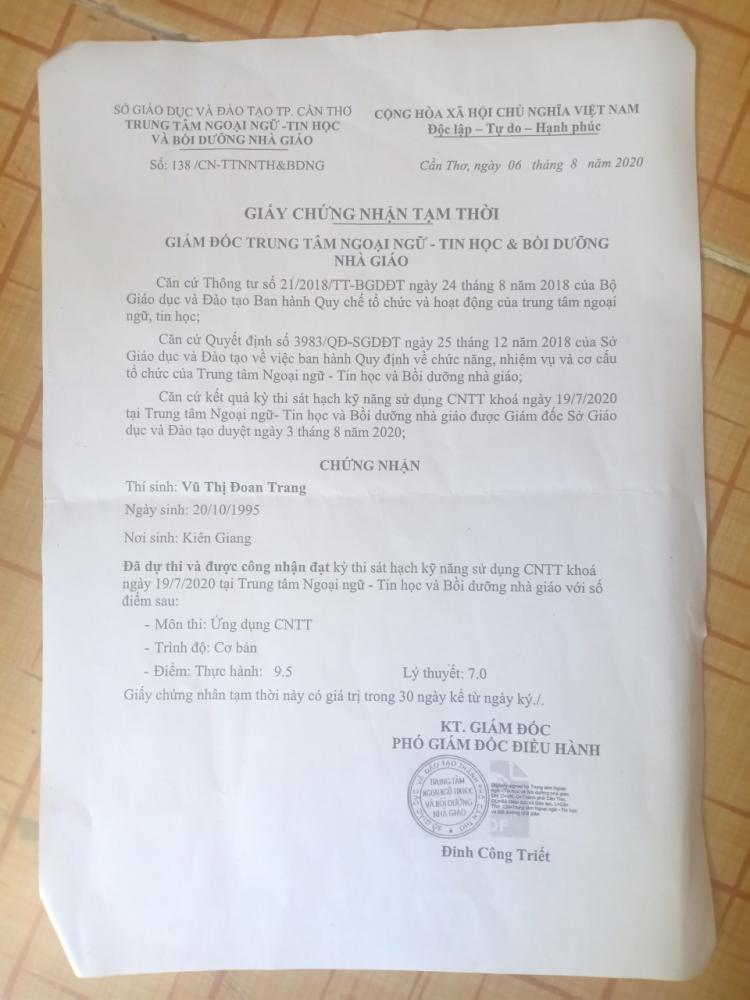 SỞ GIÁO DỤC VÀ ĐÀO TẠO TP. CẦN THƠ
TRUNG TÂM NGOẠI NGỮ -TIN HỌC
VÀ BỒI DƯỠNG NHÀ GIÁO
Số: 138 /CN-TTNNTH&BDNG
CỘNG HÒA XÃ HỘI CHỦ NGHĨA VIỆT NAM
Độc lập – Tự do – Hạnh phúc
Cần Thơ, ngày 06 tháng 8 năm 2020
GIẤY CHỨNG NHẬN TẠM THỜI
GIÁM ĐỐC TRUNG TÂM NGOẠI NGỮ - TIN HỌC & BỒI DƯỠNG
NHÀ GIÁO
Căn cứ Thông tư số 21/2018/TT-BGDĐT ngày 24 tháng 8 năm 2018 của Bộ
Giáo dục và Đào tạo Ban hành Quy chế tổ chức và hoạt động của trung tâm ngoại
ngữ, tin học;
Căn cứ Quyết định số 3983/QĐ-SGDĐT ngày 25 tháng 12 năm 2018 của Sở
Giáo dục và Đào tạo về việc ban hành Quy định về chức năng, nhiệm vụ và cơ cấu
tổ chức của Trung tâm Ngoại ngữ - Tin học và Bồi dưỡng nhà giáo;
Căn cứ kết quả kỳ thi sát hạch kỹ năng sử dụng CNTT khoá ngày 19/7/2020
tại Trung tâm Ngoại ngữ- Tin học và Bồi dưỡng nhà giáo được Giám đốc Sở Giáo
dục và Đào tạo duyệt ngày 3 tháng 8 năm 2020;
CHỨNG NHẬN
Thí sinh: Vũ Thị Đoan Trang
Ngày sinh: 20/10/1995
Nơi sinh: Kiên Giang
Đã dự thi và được công nhận đạt kỳ thi sát hạch kỹ năng sử dụng CNTT khoá
ngày 19/7/2020 tại Trung tâm Ngoại ngữ - Tin học và Bồi dưỡng nhà giáo với số
điểm sau:
- Môn thi: Ứng dụng CNTT
- Trình độ: Cơ bản
- Điểm: Thực hành: 9.5 Lý thuyết: 7.0
Giấy chứng nhân tạm thời này có giá trị trong 30 ngày kể từ ngày ký./.
KT. GIÁM ĐỐC
PHÓ GIÁM ĐỐC ĐIỀU HÀNH
SỞ GIÁO DỤC VÀ ĐÀO TẠO THÀNH PHỐ CẦN THƠ
TRUNG TÂM
NGOẠI NGỮ TIN HỌC
VÀ BỒI DƯỠNG
NHÀ GIÁO
Digitally signed by Trung tâm Ngoại
ngữ - Tin học và Bồi dưỡng nhà giáo
Đinh Công Triết